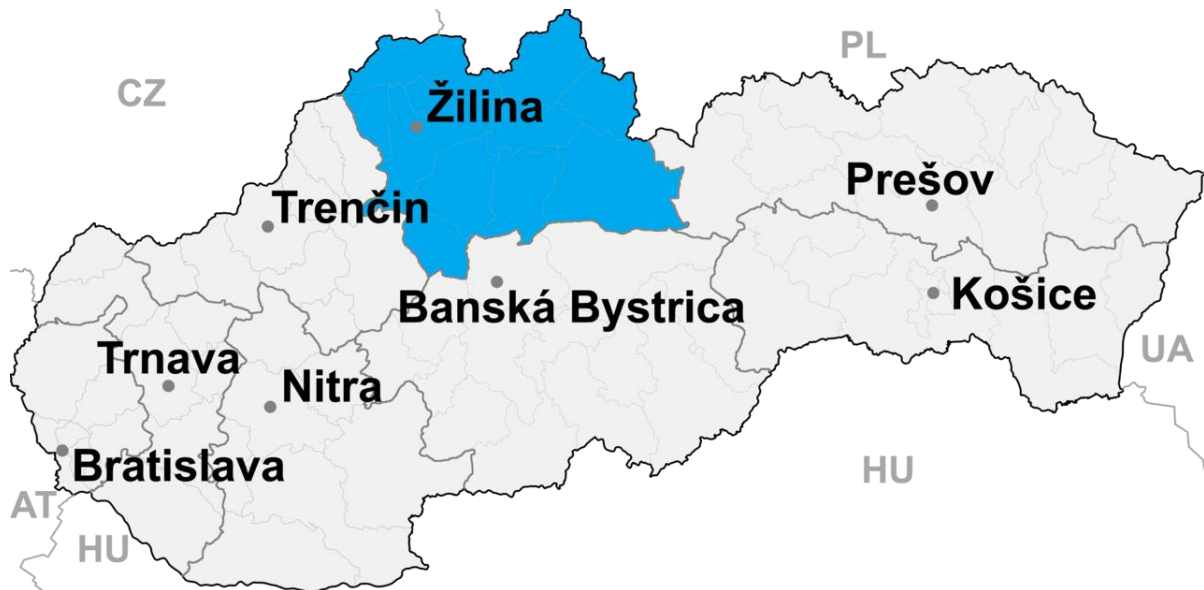 PL
CZ
Žilina
Prešov
Trenčin
Košice
Banská Bystrica
UA
Trnava
Nitra
Bratislava
HU
AT
HU